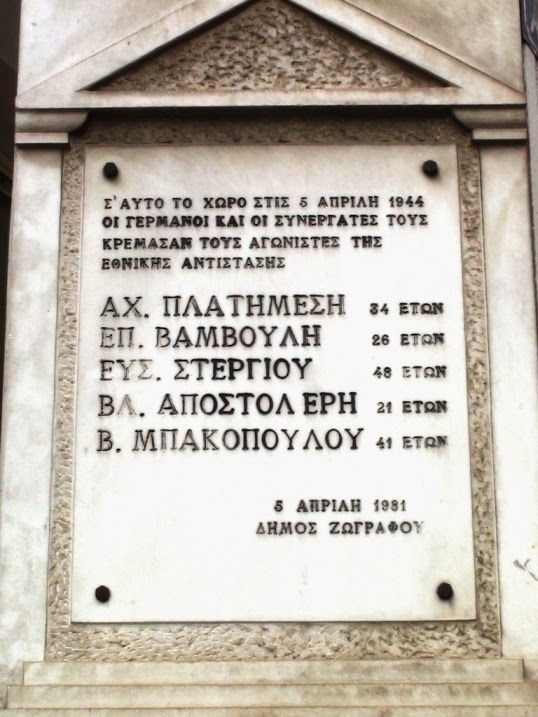 Σ' ΑΥΤΟ ΤΟ ΧΩΡΟ ΣΤΙΣ 5 ΑΠΡΙΛΗ 1944
ΟΙ ΓΕΡΜΑΝΟΙ ΚΑΙ ΟΙ ΣΥΝΕΡΓΑΤΕΣ ΤΟΥΣ
ΚΡΕΜΑΣΑΝ ΤΟΥΣ ΑΓΩΝΙΣΤΕΣ ΤΗΣ
ΕΘΝΙΚΗΣ ΑΝΤΙΣΤΑΣΗΣ
ΑΧ. ΠΛΑΤΗΜΕΣΗ 34 ΕΤΩΝ
ΕΠ. ΒΑΜΒΟΥΛΗ 26 ΕΤΩΝ
ΕΥΣ. ΣΤΕΡΓΙΟΥ 48 ΕΤΩΝ
ΒΛ. ΑΠΟΣΤΟΛΕΡΗ 21 ΕΤΩΝ
Β. ΜΠΑΚΟΠΟΥΛΟΥ 41 ΕΤΩΝ
5 ΑΠΡΙΛΗ 1981
ΔΗΜΟΣ ΖΩΓΡΑΦΟΥ